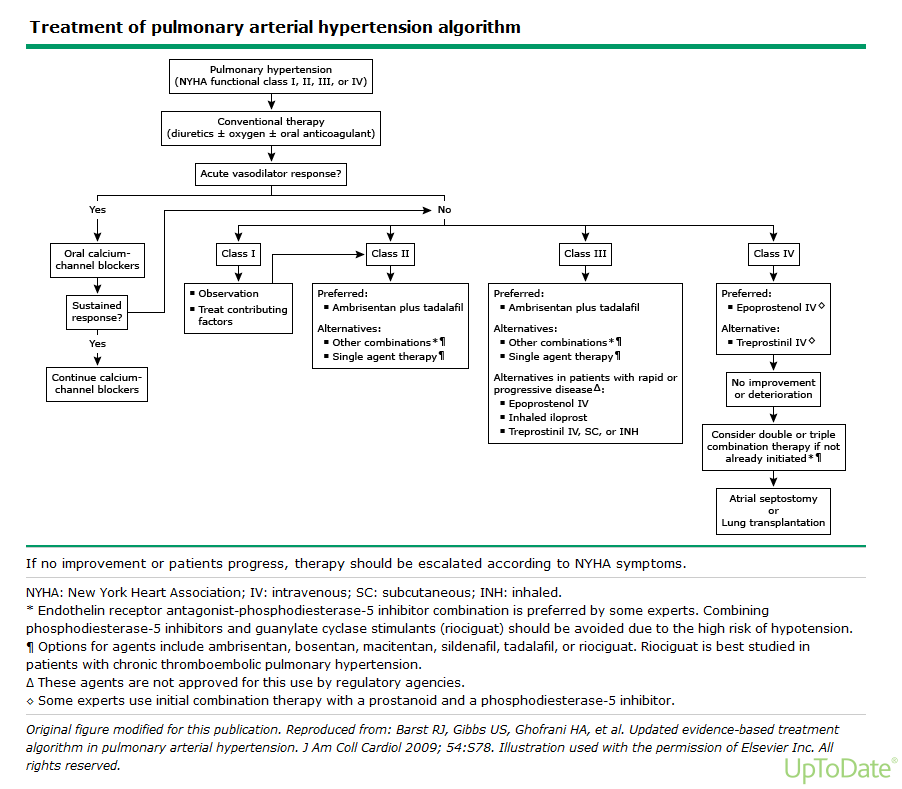 Treatment of pulmonary arterial hypertension algorithm
Pulmonary hypertension
(NYHA functional class I, II, III, or IV)
Conventional therapy
(diuretics ± oxygen ± oral anticoagulant)
Acute vasodilator response?
Yes
No
Oral calcium-
channel blockers
Sustained
response?
Yes
Continue calcium-
channel blockers
Class I
▪ Observation
▪ Treat contributing
factors
Class II
Preferred:
▪ Ambrisentan plus tadalafil
Alternatives:
▪ Other combinations*¶
▪ Single agent therapy¶
Class III
Preferred:
▪ Ambrisentan plus tadalafil
Alternatives:
▪ Other combinations*¶
▪ Single agent therapy¶
Alternatives in patients with rapid or
progressive diseaseΔ:
▪ Epoprostenol IV
▪ Inhaled iloprost
▪ Treprostinil IV, SC, or INH
Class IV
Preferred:
▪ Epoprostenol IV◇
Alternative:
▪ Treprostinil IV◇
No improvement
or deterioration
Consider double or triple
combination therapy if not
already initiated*¶
Atrial septostomy
or
Lung transplantation
If no improvement or patients progress, therapy should be escalated according to NYHA symptoms.
NYHA: New York Heart Association; IV: intravenous; SC: subcutaneous; INH: inhaled.
* Endothelin receptor antagonist-phosphodiesterase-5 inhibitor combination is preferred by some experts. Combining
phosphodiesterase-5 inhibitors and guanylate cyclase stimulants (riociguat) should be avoided due to the high risk of hypotension.
¶ Options for agents include ambrisentan, bosentan, macitentan, sildenafil, tadalafil, or riociguat. Riociguat is best studied in
patients with chronic thromboembolic pulmonary hypertension.
Δ These agents are not approved for this use by regulatory agencies.
◇ Some experts use initial combination therapy with a prostanoid and a phosphodiesterase-5 inhibitor.
Original figure modified for this publication. Reproduced from: Barst RJ, Gibbs US, Ghofrani HA, et al. Updated evidence-based treatment
algorithm in pulmonary arterial hypertension. J Am Coll Cardiol 2009; 54:S78. Illustration used with the permission of Elsevier Inc. All
rights reserved.
UpToDate®